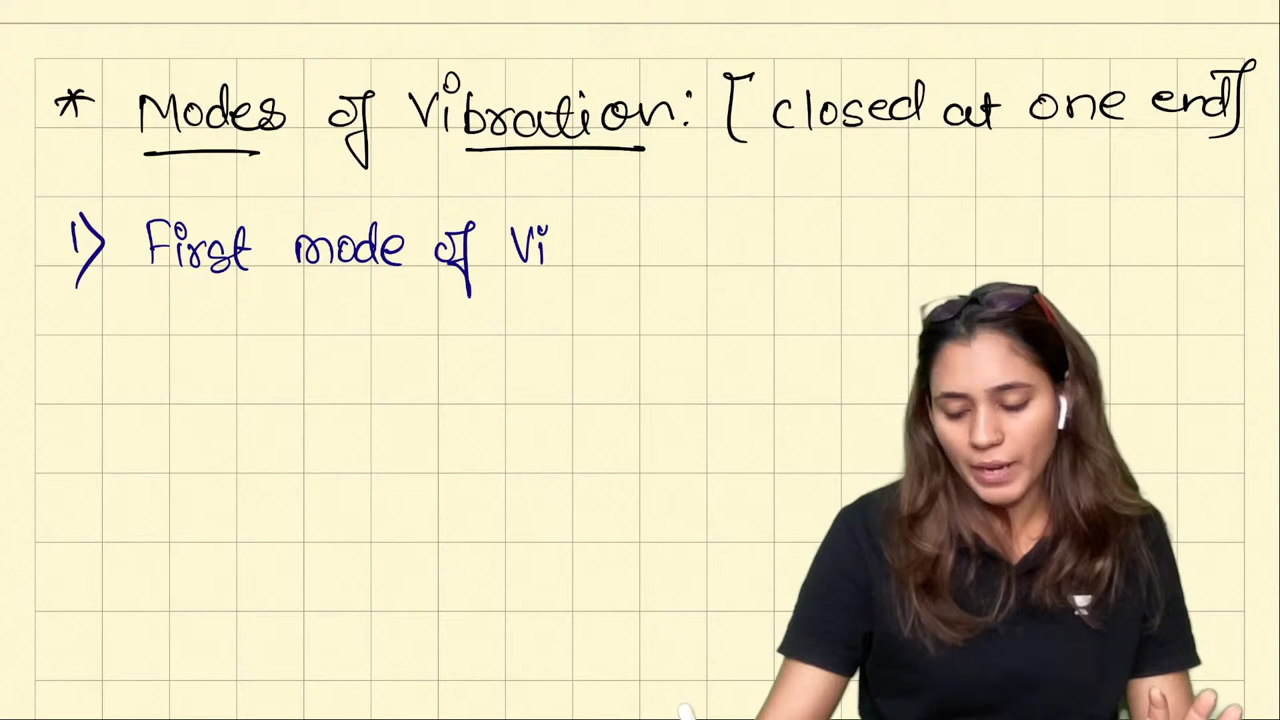 * Modes of Vibration: [closed at one end]
1) First mode of Vi